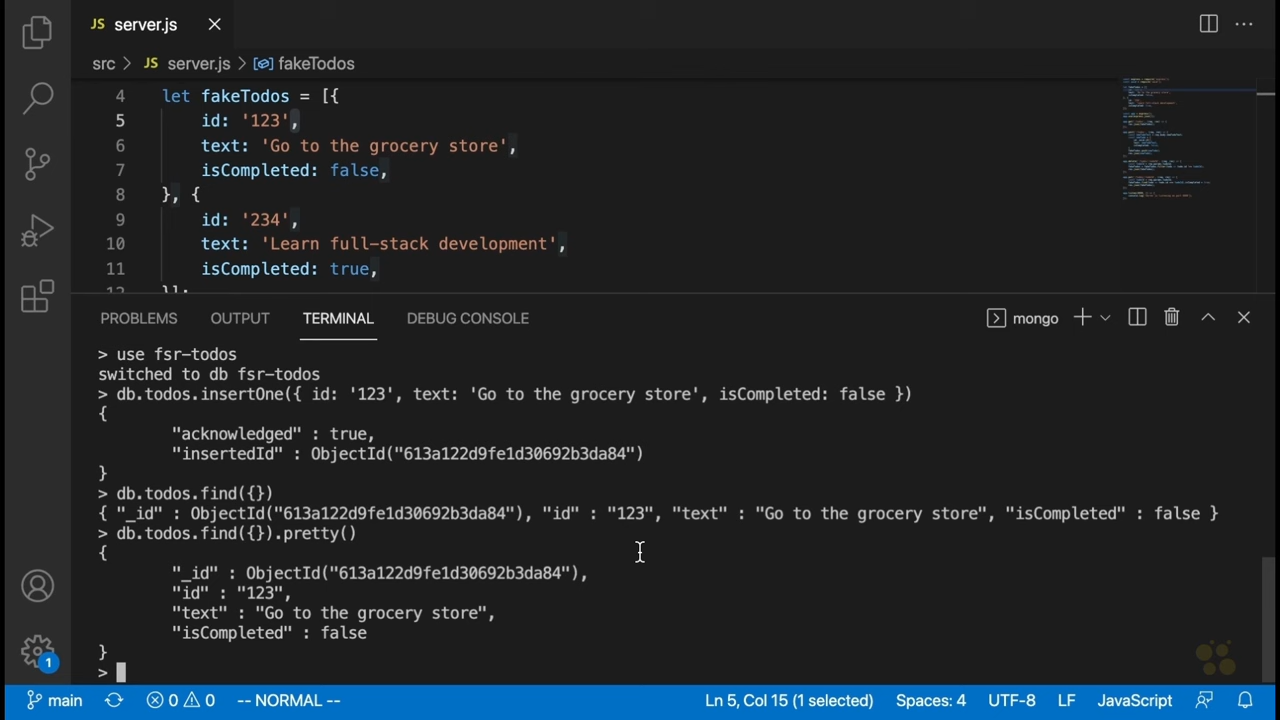 JS server.js
src > JS server.js > fakeTodos
4 let fakeTodos = [{
5 id: '123',
6 text: 'Go to the grocery store',
7 isCompleted: false,
8 }, {
9 id: '234',
10 text: 'Learn full-stack development',
11 isCompleted: true,
12 }];
PROBLEMS OUTPUT TERMINAL DEBUG CONSOLE mongo
> use fsr-todos
switched to db fsr-todos
> db.todos.insertOne({ id: '123', text: 'Go to the grocery store', isCompleted: false })
{
"acknowledged" : true,
"insertedId" : ObjectId("613a122d9fe1d30692b3da84")
}
> db.todos.find({})
{ "_id" : ObjectId("613a122d9fe1d30692b3da84"), "id" : "123", "text" : "Go to the grocery store", "isCompleted" : false }
> db.todos.find({}).pretty()
{
"_id" : ObjectId("613a122d9fe1d30692b3da84"),
"id" : "123",
"text" : "Go to the grocery store",
"isCompleted" : false
}
>
1
main 0 0 -- NORMAL -- Ln 5, Col 15 (1 selected) Spaces: 4 UTF-8 LF JavaScript